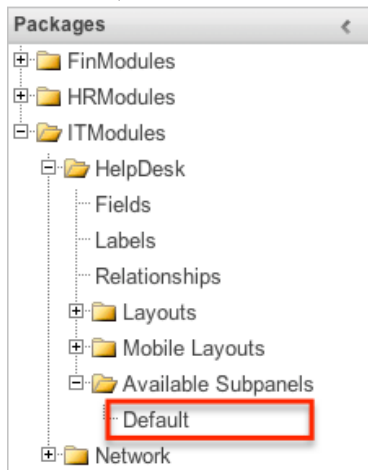 Packages
FinModules
HRModules
ITModules
HelpDesk
Fields
Labels
Relationships
Layouts
Mobile Layouts
Available Subpanels
Default
Network